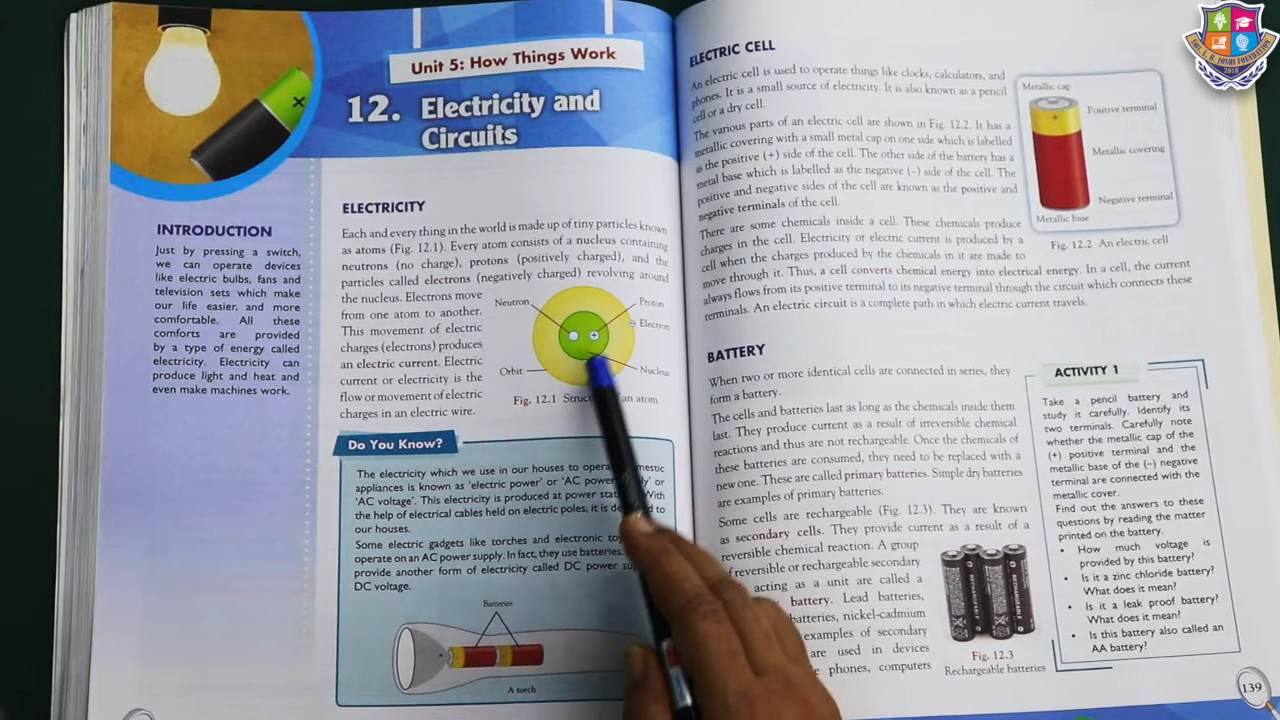 Unit 5: How Things Work
12. Electricity and
Circuits
INTRODUCTION
Just by pressing a switch,
we can operate devices
like electric bulbs, fans and
television sets which make
our life easier, and more
comfortable. All these
comforts are provided
by a type of energy called
electricity. Electricity can
produce light and heat and
even make machines work.
ELECTRICITY
Each and every thing in the world is made up of tiny particles known
as atoms (Fig. 12.1). Every atom consists of a nucleus containing
neutrons (no charge), protons (positively charged), and the
particles called electrons (negatively charged) revolving around
the nucleus. Electrons move
from one atom to another.
This movement of electric
charges (electrons) produces
an electric current. Electric
current or electricity is the
flow or movement of electric
charges in an electric wire.
Neutron
Proton
Electron
Orbit
Nucleus
Fig. 12.1 an atom
Do You Know?
The electricity which we use in our houses to
appliances is known as 'electric power' or 'AC or
'AC voltage'. This electricity is produced at power With
the help of electrical cables held on electric poles, it is to
our houses.
Some electric gadgets like torches and electronic
operate on an AC power supply. In fact, they use batteries.
provide another form of electricity called DC power
DC voltage.
Batteries
A torch
ELECTRIC CELL
An electric cell is used to operate things like clocks, calculators, and
phones. It is a small source of electricity. It is also known as a pencil
cell or a dry cell.
The various parts of an electric cell are shown in Fig. 12.2. It has a
metallic covering with a small metal cap on one side which is labelled
as the positive (+) side of the cell. The other side of the battery has a
metal base which is labelled as the negative (–) side of the cell. The
positive and negative sides of the cell are known as the positive and
negative terminals of the cell.
There are some chemicals inside a cell. These chemicals produce
charges in the cell. Electricity or electric current is produced by a
cell when the charges produced by the chemicals in it are made to
move through it. Thus, a cell converts chemical energy into electrical energy. In a cell, the current
always flows from its positive terminal to its negative terminal through the circuit which connects these
terminals. An electric circuit is a complete path in which electric current travels.
Metallic cap
Positive terminal
Metallic covering
Negative terminal
Metallic base
Fig. 12.2 An electric cell
BATTERY
When two or more identical cells are connected in series, they
form a battery.
The cells and batteries last as long as the chemicals inside them
last. They produce current as a result of irreversible chemical
reactions and thus are not rechargeable. Once the chemicals of
these batteries are consumed, they need to be replaced with a
new one. These are called primary batteries. Simple dry batteries
are examples of primary batteries.
Some cells are rechargeable (Fig. 12.3). They are known
as secondary cells. They provide current as a result of a
reversible chemical reaction. A group
of reversible or rechargeable secondary
acting as a unit are called a
battery. Lead batteries,
batteries, nickel-cadmium
examples of secondary
are used in devices
phones, computers
RECHARGEABLE
RECHARGEABLE
Fig. 12.3
Rechargeable batteries
ACTIVITY 1
Take a pencil battery and
study it carefully. Identify its
two terminals. Carefully note
whether the metallic cap of the
(+) positive terminal and the
metallic base of the (–) negative
terminal are connected with the
metallic cover.
Find out the answers to these
questions by reading the matter
printed on the battery.
• How much voltage is
provided by this battery?
• Is it a zinc chloride battery?
What does it mean?
• Is it a leak proof battery?
What does it mean?
• Is this battery also called an
AA battery?
139
2018